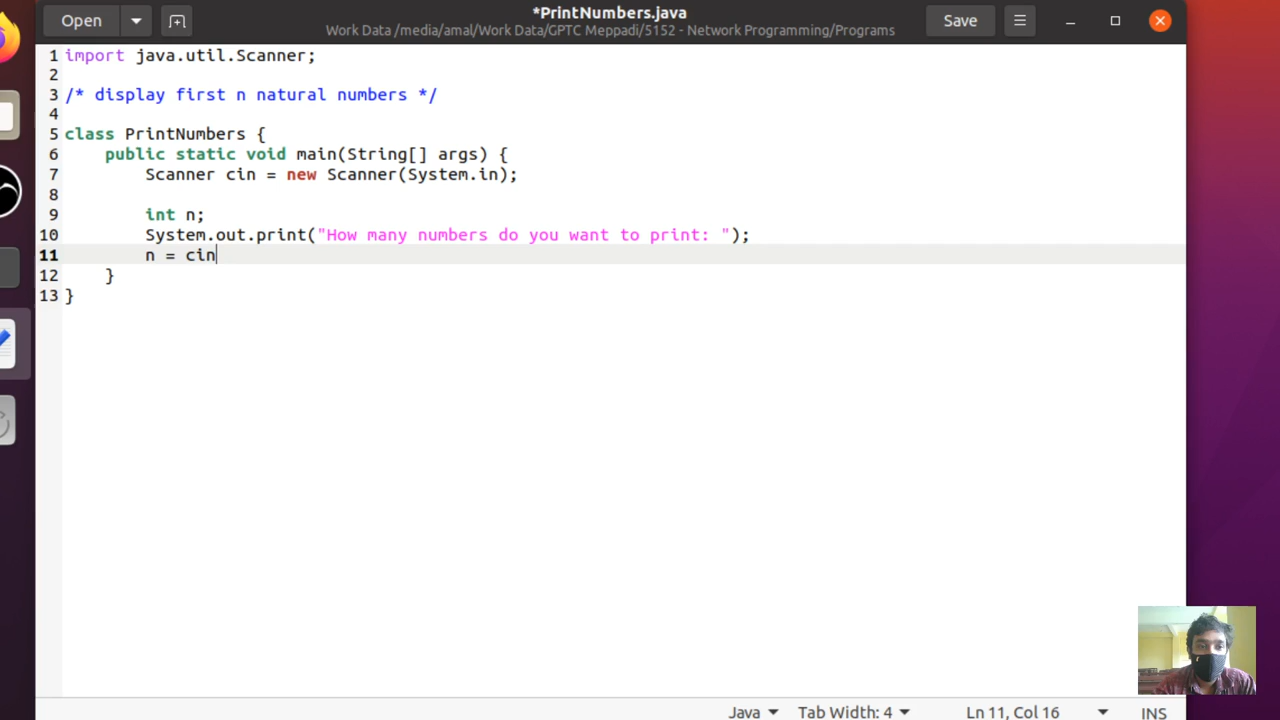 Open
*PrintNumbers.java
Work Data /media/amal/Work Data/GPTC Meppadi/5152 - Network Programming/Programs
Save
1 import java.util.Scanner;
2
3 /* display first n natural numbers */
4
5 class PrintNumbers {
6     public static void main(String[] args) {
7         Scanner cin = new Scanner(System.in);
8
9         int n;
10         System.out.print("How many numbers do you want to print: ");
11         n = cin
12     }
13 }
Java Tab Width: 4 Ln 11, Col 16 INS